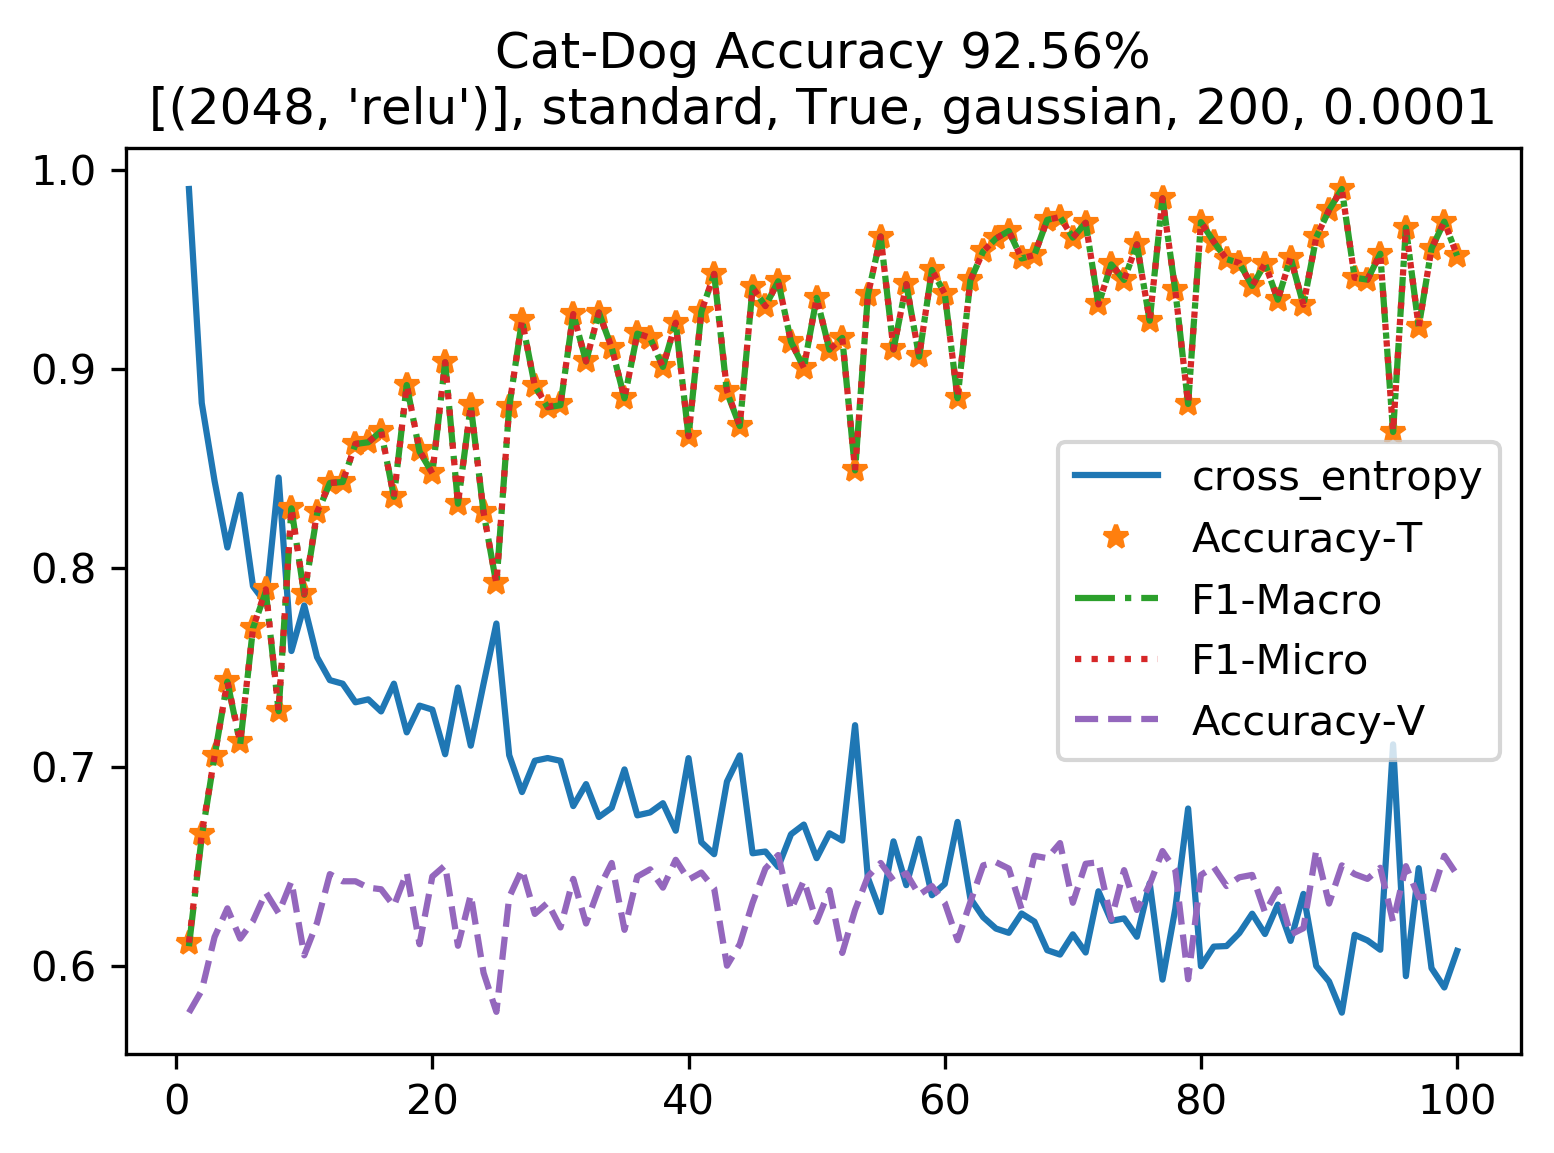 Cat-Dog Accuracy 92.56%
[(2048, 'relu')], standard, True, gaussian, 200, 0.0001
1.0
0.9
0.8
0.7
0.6
cross_entropy
Accuracy-T
F1-Macro
F1-Micro
Accuracy-V
0 20 40 60 80 100